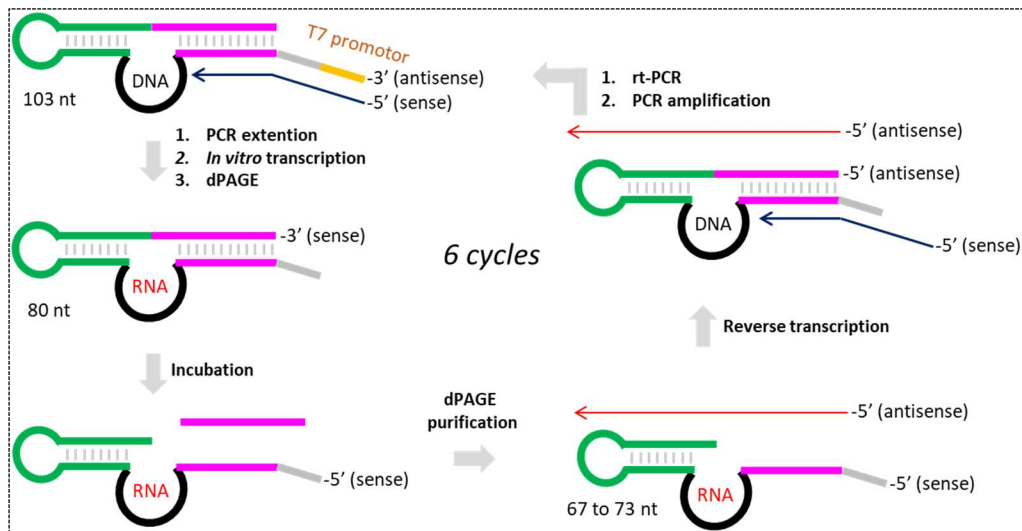 T7 promotor
DNA
-3’ (antisense)
-5’ (sense)
103 nt
1. PCR extention
2. In vitro transcription
3. dPAGE
-3’ (sense)
RNA
80 nt
Incubation
RNA
-5’ (sense)
6 cycles
dPAGE
purification
1. rt-PCR
2. PCR amplification
-5’ (antisense)
-5’ (antisense)
DNA
-5’ (sense)
Reverse transcription
-5’ (antisense)
RNA
-5’ (sense)
67 to 73 nt